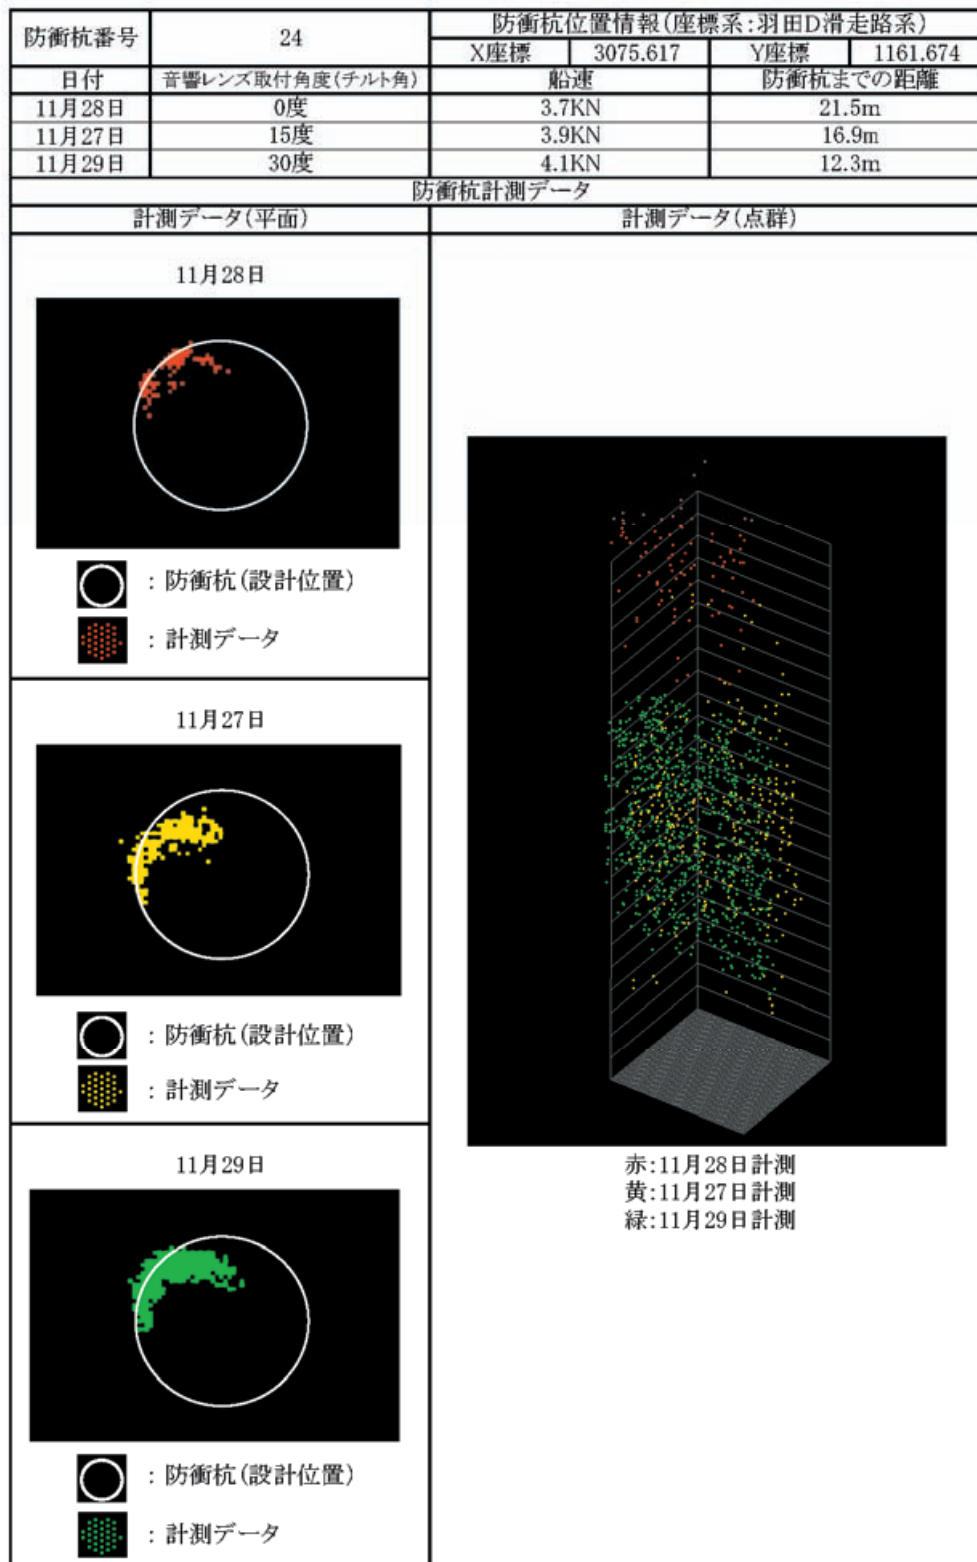 防衝杭番号 24 防衝杭位置情報(座標系:羽田D滑走路系)
X座標 3075.617 Y座標 1161.674
日付 音響レンズ取付角度(チルト角) 船速 防衝杭までの距離
11月28日 0度 3.7KN 21.5m
11月27日 15度 3.9KN 16.9m
11月29日 30度 4.1KN 12.3m
防衝杭計測データ
計測データ(平面) 計測データ(点群)
11月28日
:防衝杭(設計位置)
:計測データ
11月27日
:防衝杭(設計位置)
:計測データ
11月29日
:防衝杭(設計位置)
:計測データ
赤:11月28日計測
黄:11月27日計測
緑:11月29日計測